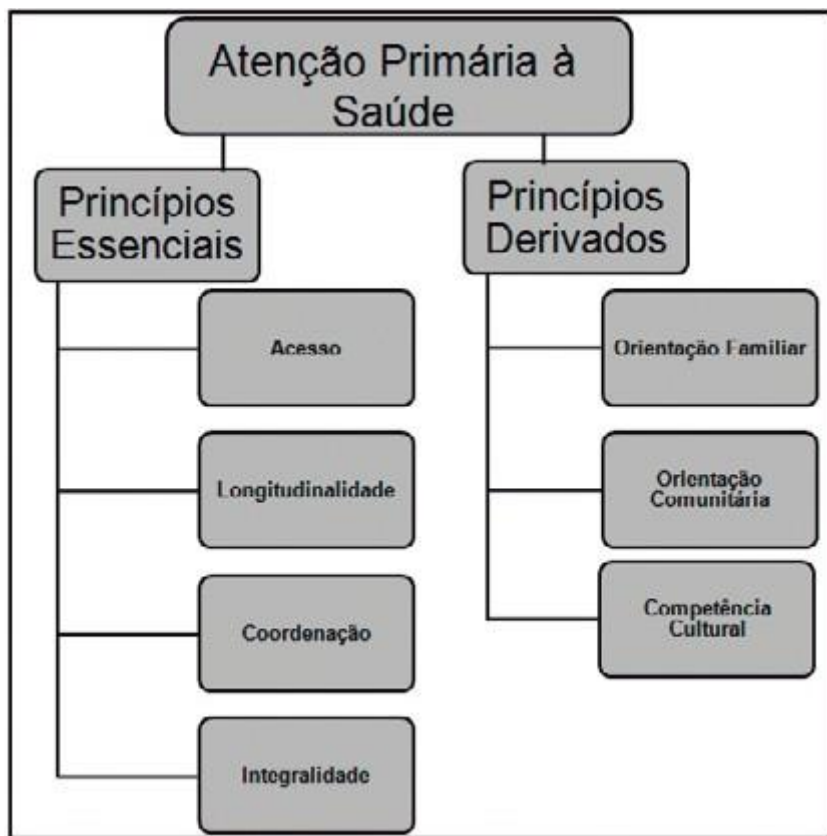 Atenção Primária à
Saúde
Princípios
Essenciais
Acesso
Longitudinalidade
Coordenação
Integralidade
Princípios
Derivados
Orientação Familiar
Orientação
Comunitária
Competência
Cultural